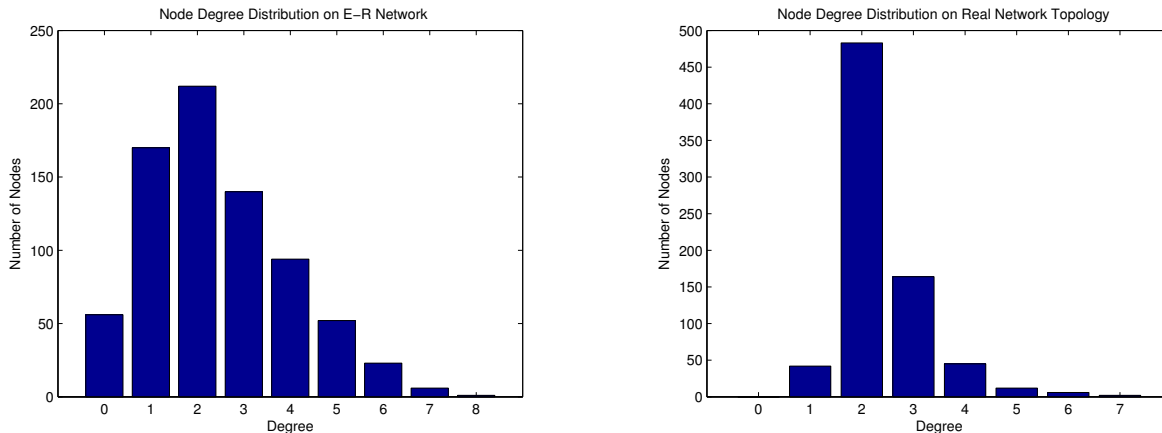 Node Degree Distribution on E−R Network
250
200
150
100
50
0
Number of Nodes
0 1 2 3 4 5 6 7 8
Degree
Node Degree Distribution on Real Network Topology
500
450
400
350
300
250
200
150
100
50
0
Number of Nodes
0 1 2 3 4 5 6 7
Degree